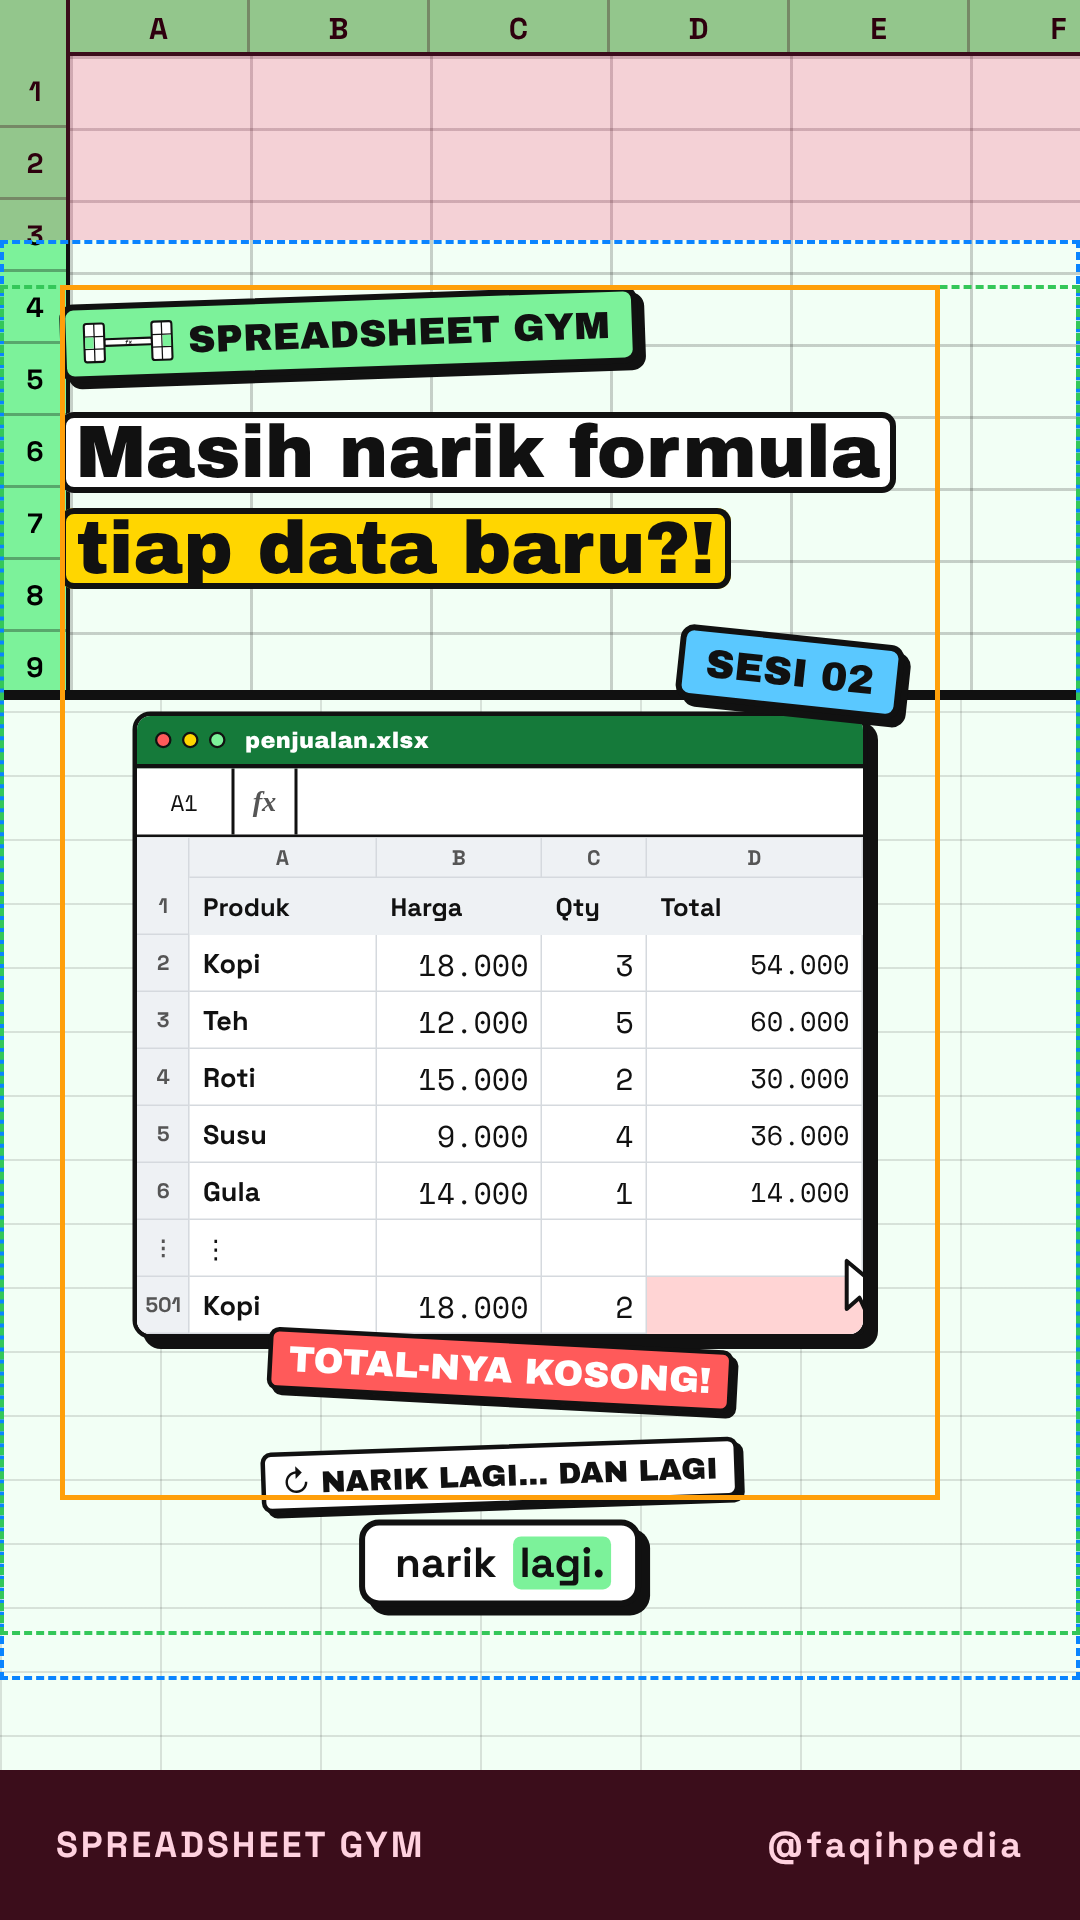 A B C D E F
1
2
3
4
SPREADSHEET GYM
5
6
Masih narik formula
7
tiap data baru?!
8
9
SESI 02
penjualan.xlsx
A1 fx
A B C D
1 Produk Harga Qty Total
2 Kopi 18.000 3 54.000
3 Teh 12.000 5 60.000
4 Roti 15.000 2 30.000
5 Susu 9.000 4 36.000
6 Gula 14.000 1 14.000
⋮ ⋮
501 Kopi 18.000 2
TOTAL-NYA KOSONG!
↻ NARIK LAGI... DAN LAGI
narik lagi.
SPREADSHEET GYM @faqihpedia